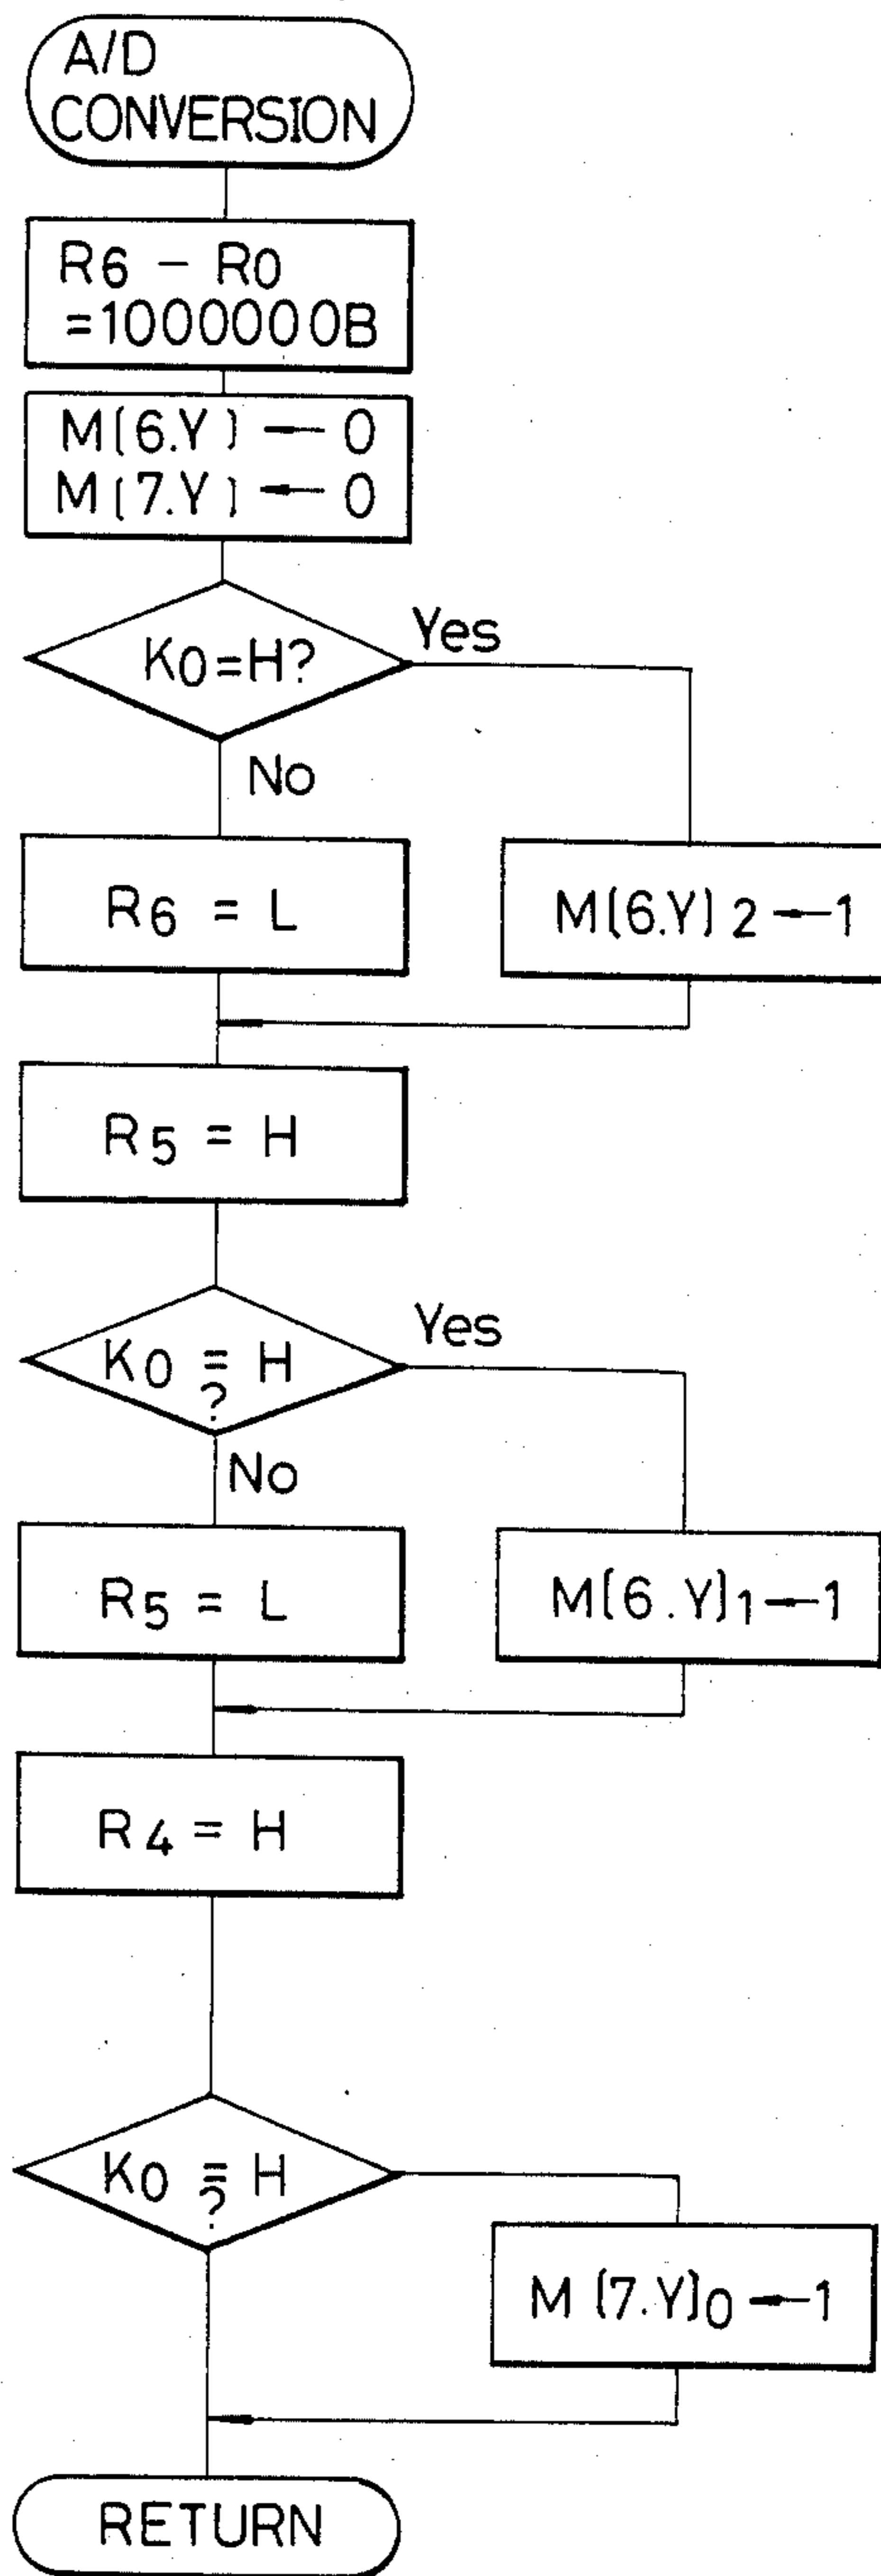 A/D
CONVERSION
R6 - R0
=1000000B
M(6.Y) ← 0
M(7.Y) ← 0
K0=H?
Yes
No
R6 = L
M(6.Y)2 ←1
R5 = H
K0 = H
?
Yes
No
R5 = L
M(6.Y)1←1
R4 = H
K0 = H
?
M(7.Y)0 ←1
RETURN